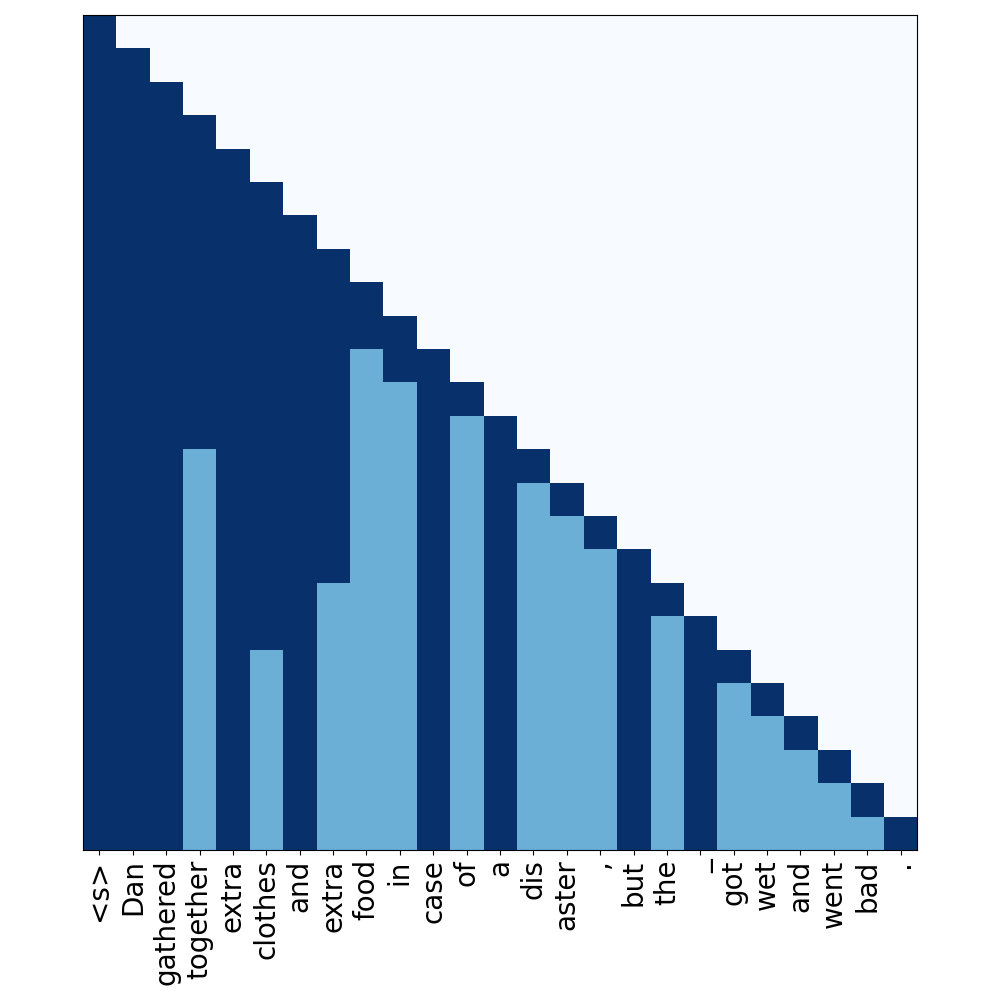 <s> Dan gathered together extra clothes and extra food in case of a dis aster , but the _ got wet and went bad .